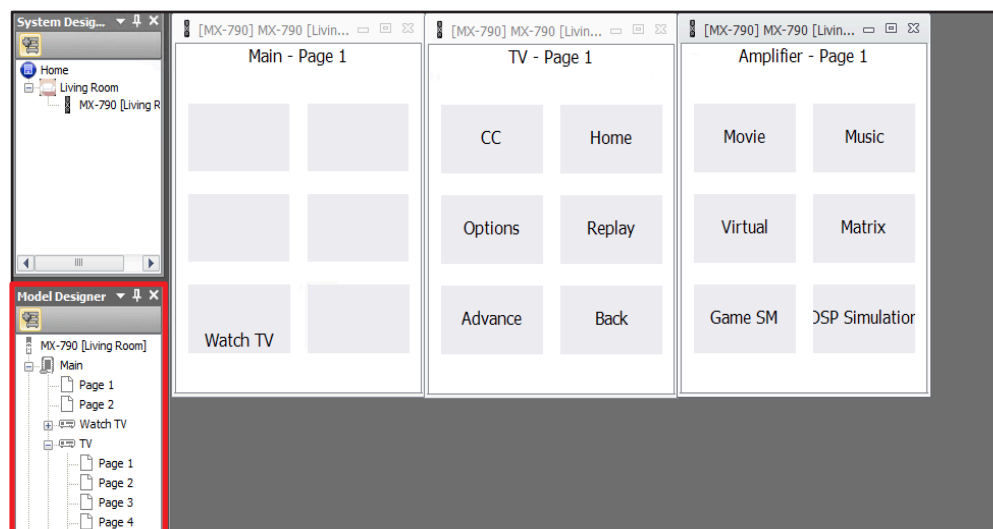 System Desig...
Home
Living Room
MX-790 [Living R
Model Designer
MX-790 [Living Room]
Main
Page 1
Page 2
Watch TV
TV
Page 1
Page 2
Page 3
Page 4
[MX-790] MX-790 [Livin...
Main - Page 1
Watch TV
[MX-790] MX-790 [Livin...
TV - Page 1
CC Home
Options Replay
Advance Back
[MX-790] MX-790 [Livin...
Amplifier - Page 1
Movie Music
Virtual Matrix
Game SM DSP Simulation